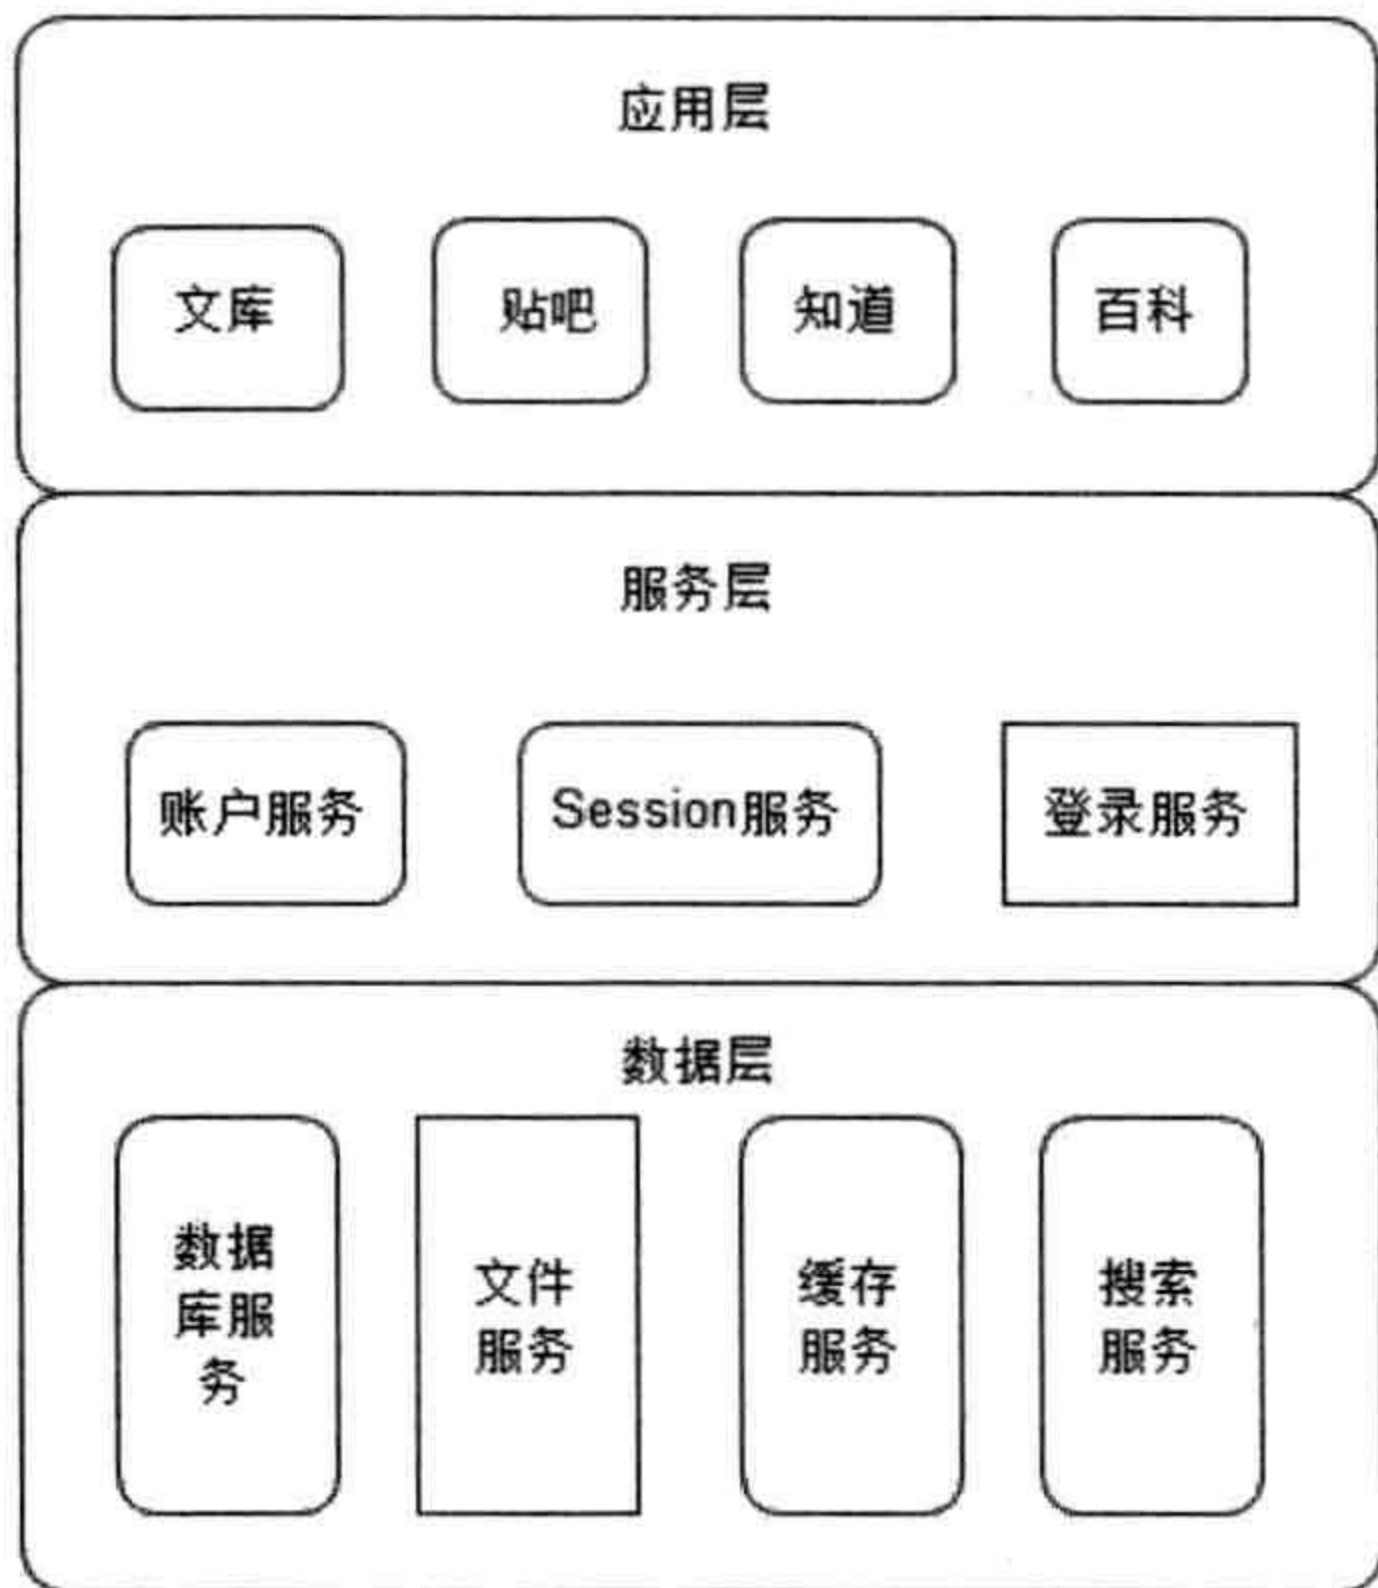 应用层
文库
贴吧
知道
百科
服务层
账户服务
Session服务
登录服务
数据层
数据
库服
务
文件
服务
缓存
服务
搜索
服务